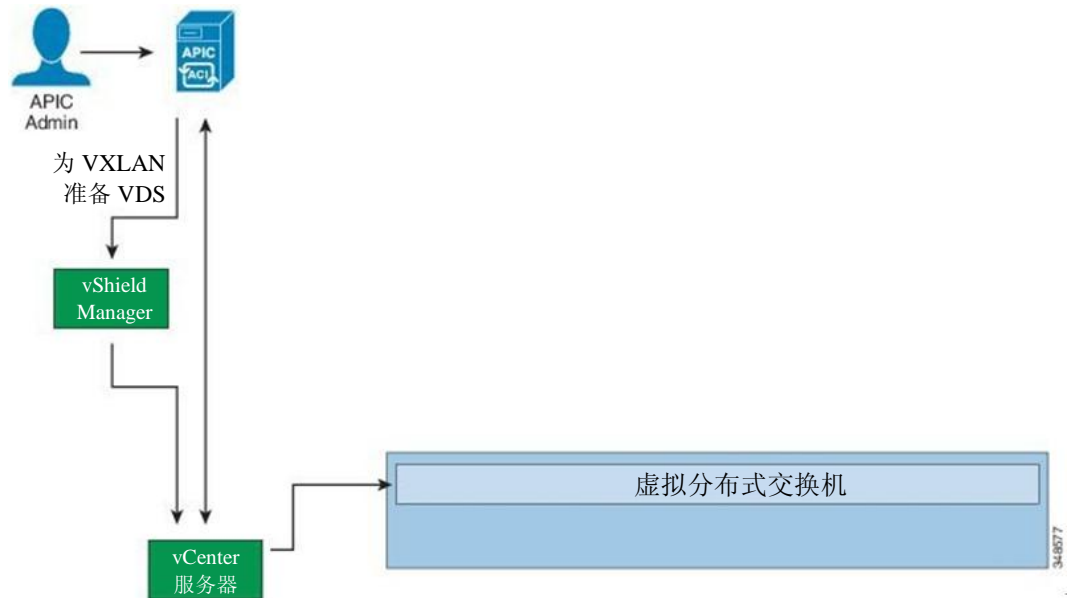 APIC
ACI
APIC
Admin
为 VXLAN
准备 VDS
vShield
Manager
虚拟分布式交换机
vCenter
服务器
348577